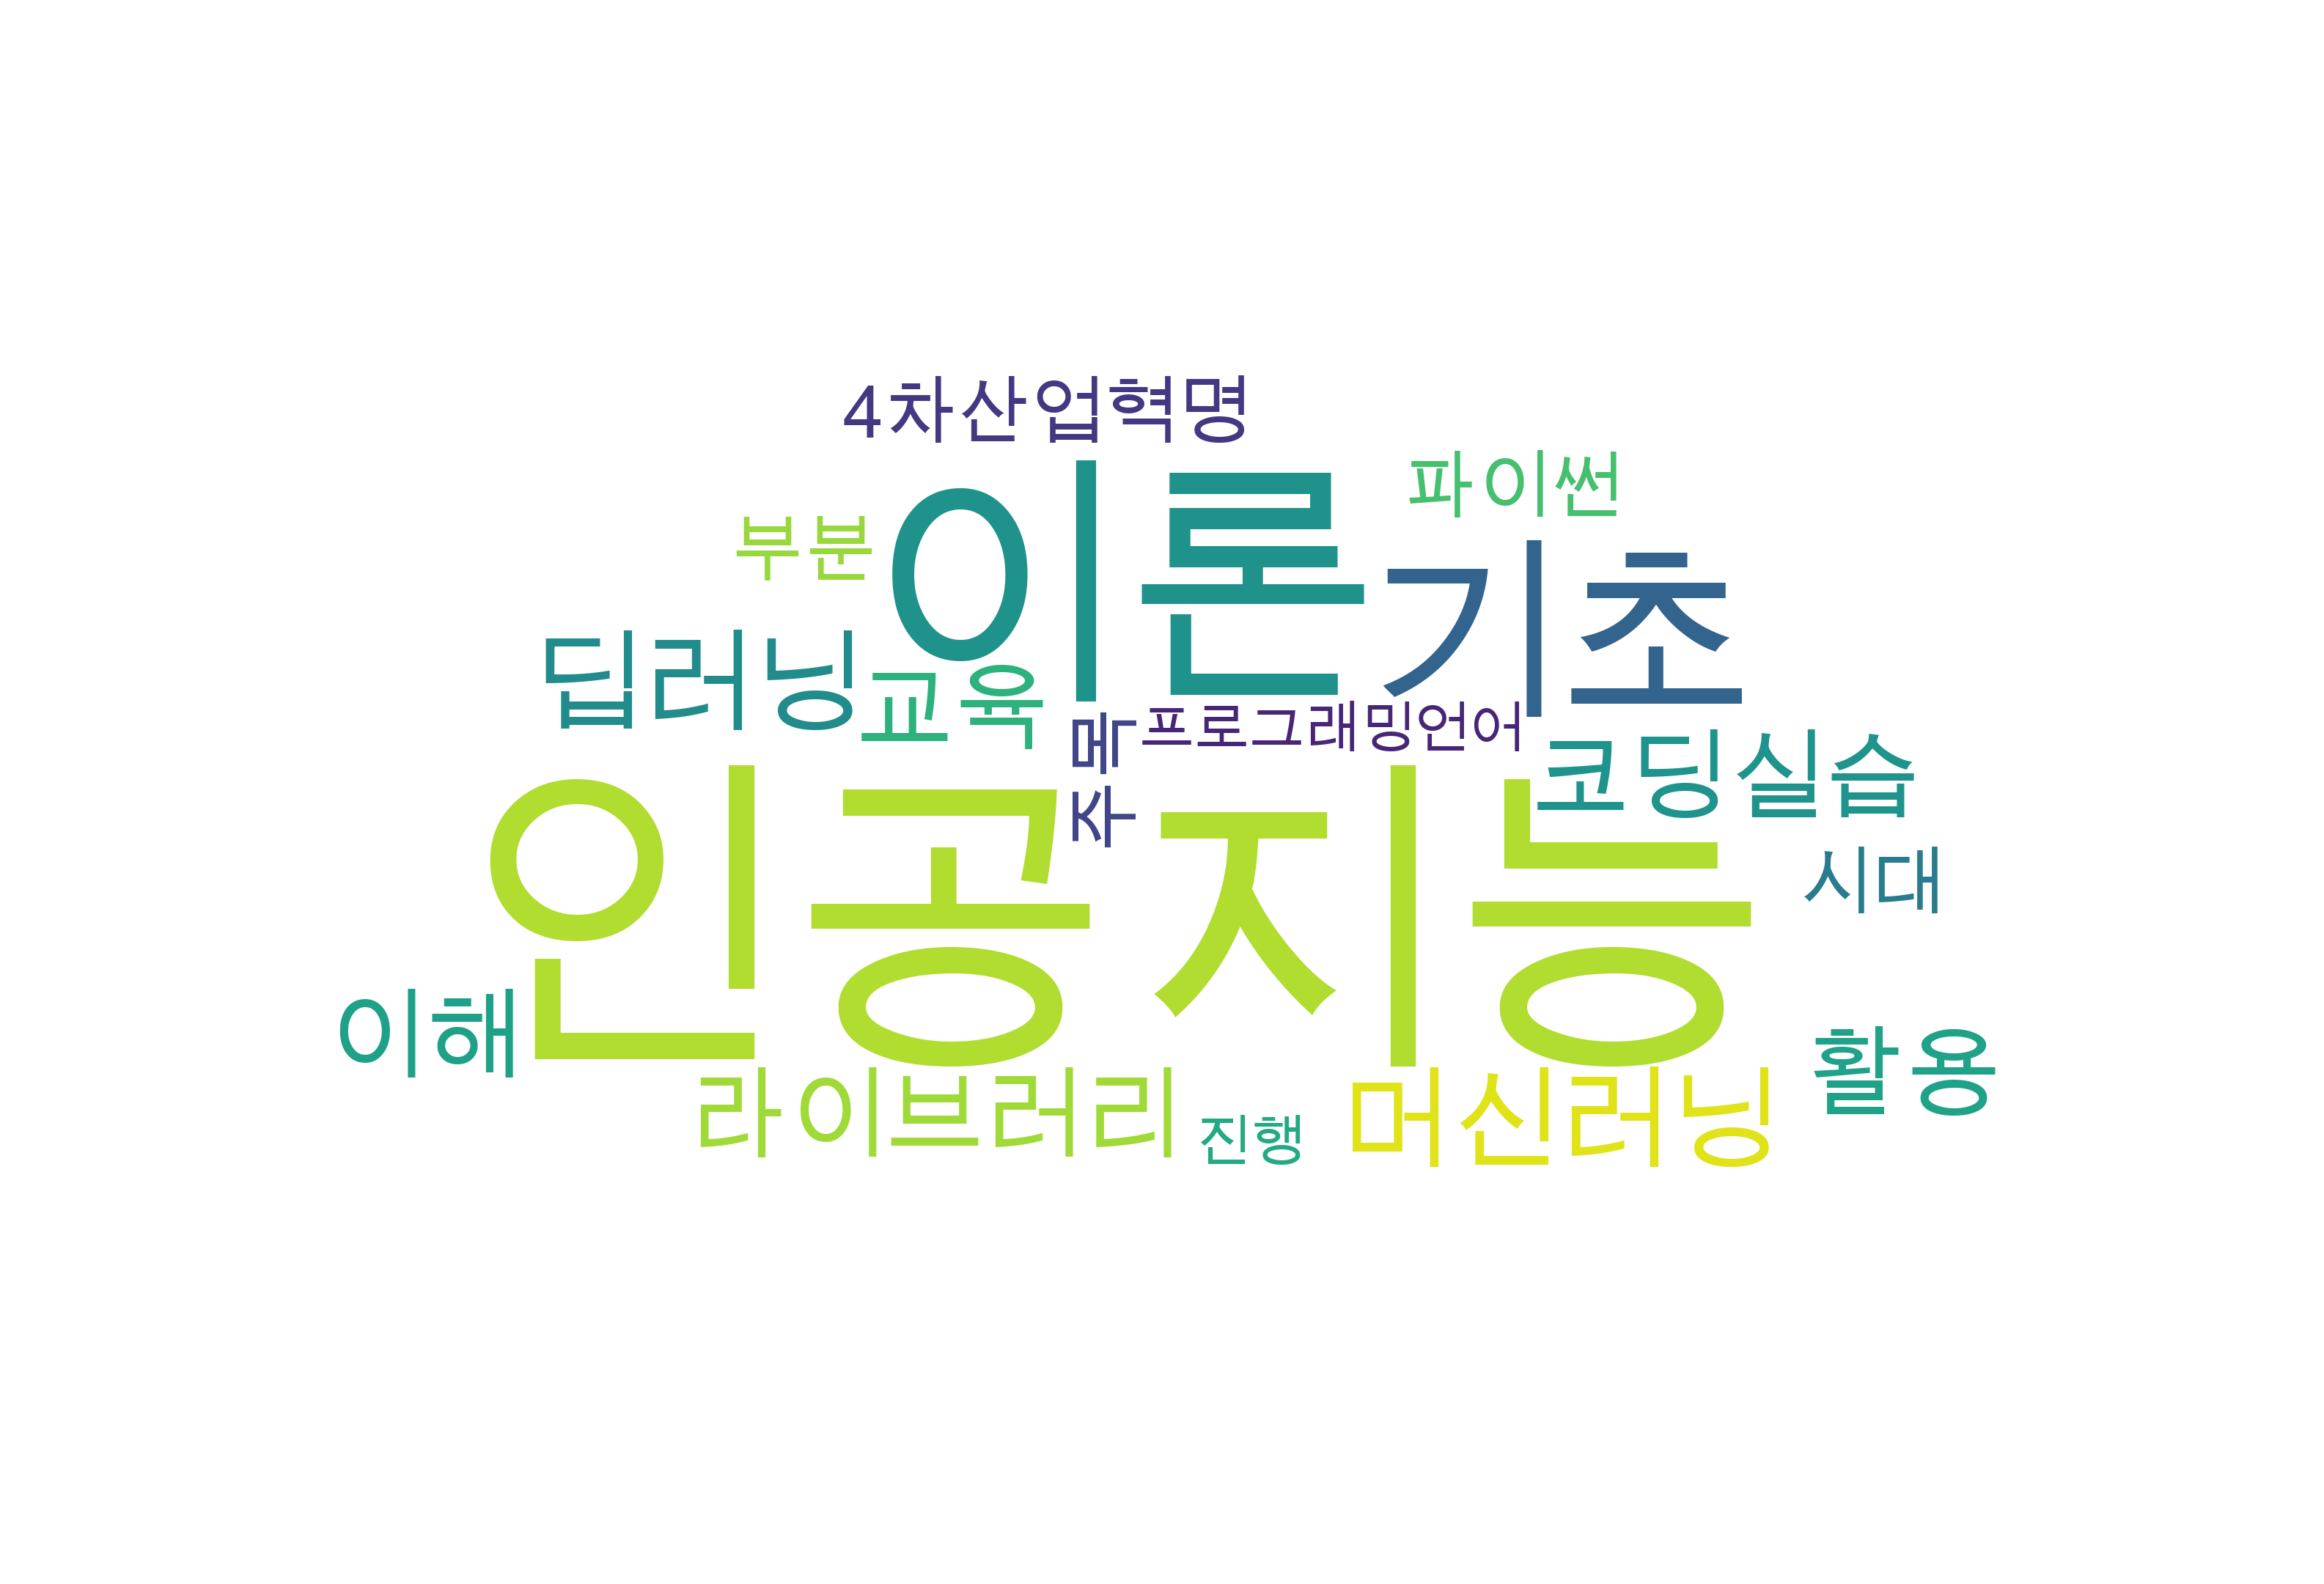 4차산업혁명
파이썬
부분
이론
기초
딥러닝
교육
매주
프로그래밍언어
코딩실습
인공지능
시대
이해
활용
라이브러리
진행
머신러닝